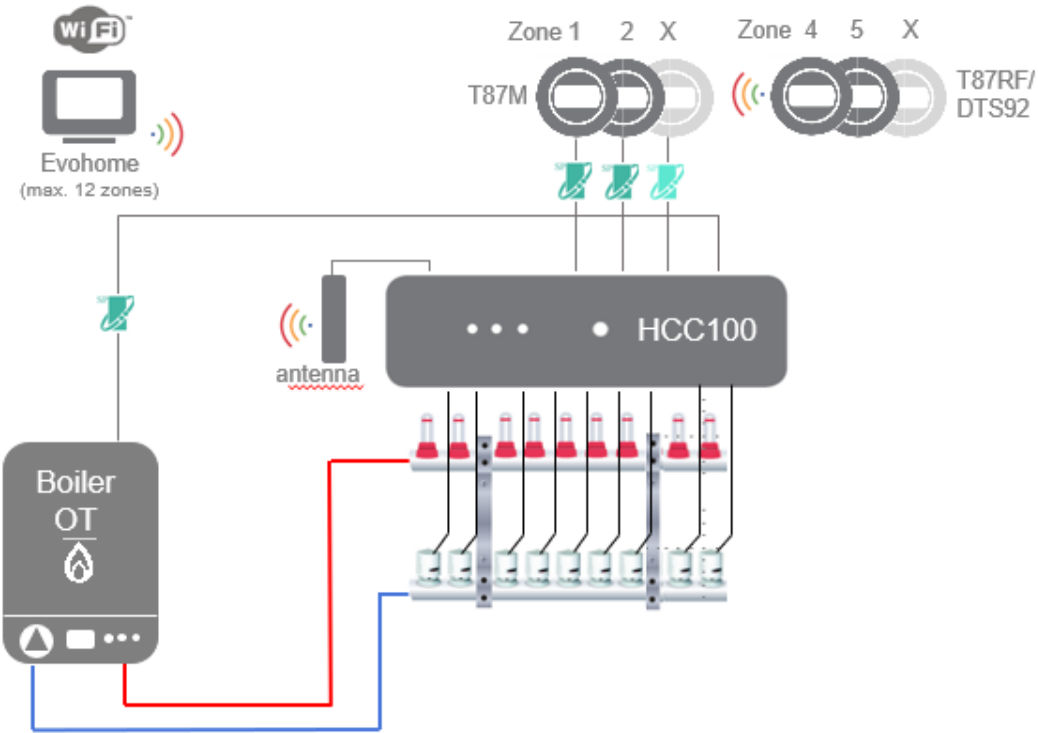 WiFi
Zone 1 2 X
Zone 4 5 X
T87M
T87RF/
DTS92
Evohome
(max. 12 zones)
HCC100
antenna
Boiler
OT